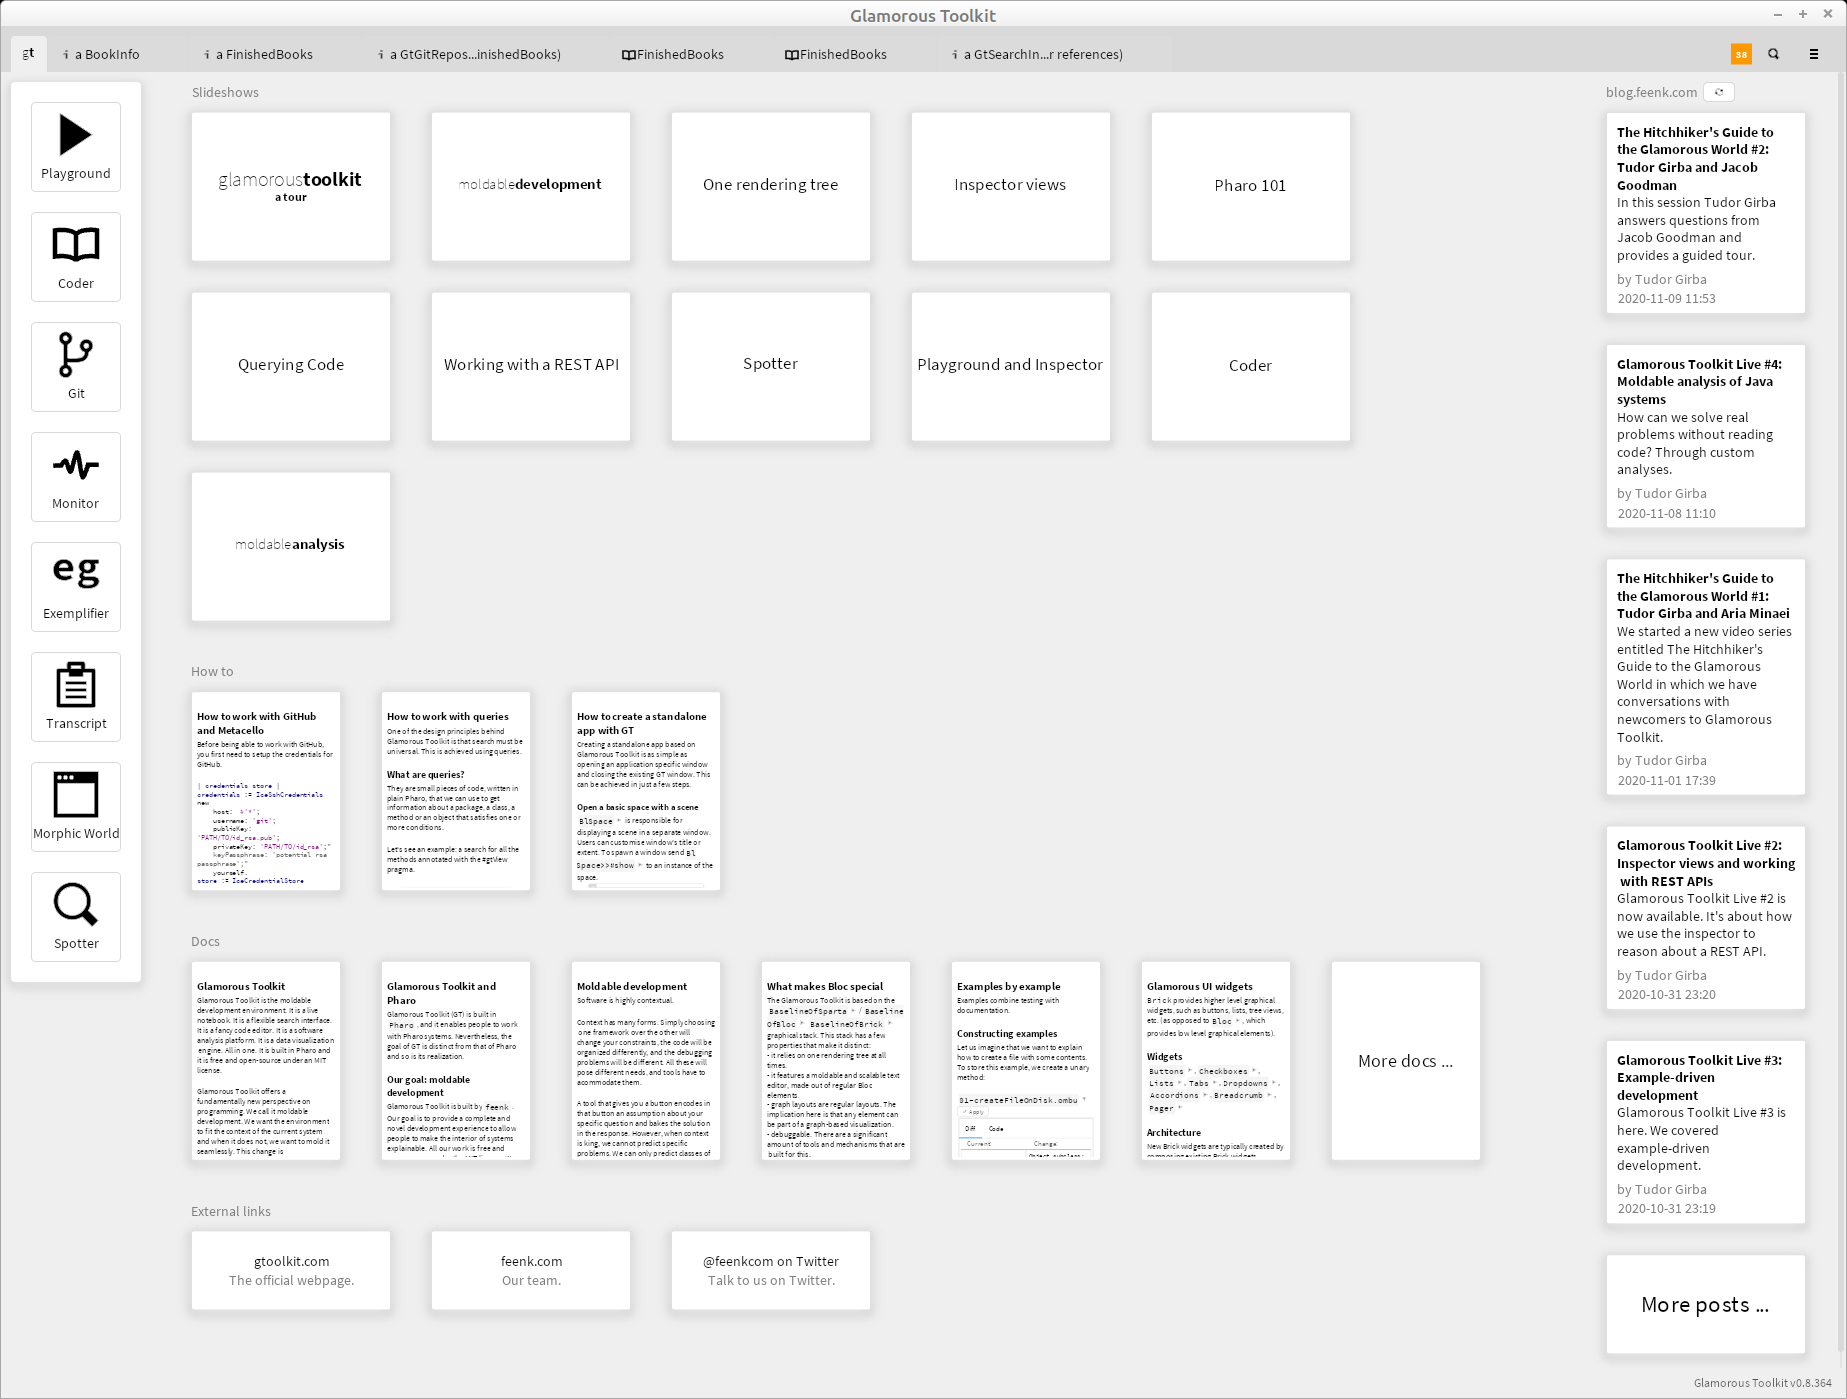 Glamorous Toolkit
gt
a BookInfo
a FinishedBooks
a GtGitRepos...inishedBooks)
FinishedBooks
FinishedBooks
a GtSearchIn...r references)
38
Playground
Coder
Git
Monitor
eg
Exemplifier
Transcript
Morphic World
Spotter
Slideshows
glamoroustoolkit
a tour
moldabledevelopment
One rendering tree
Inspector views
Pharo 101
Querying Code
Working with a REST API
Spotter
Playground and Inspector
Coder
moldableanalysis
How to
How to work with GitHub
and Metacello
Before being able to work with GitHub,
you first need to setup the credentials for
GitHub.
| credentials store |
credentials := IceSshCredentials
new
host: $'*';
username: 'git';
publicKey:
'PATH/TO/id_rsa.pub';
privateKey: 'PATH/TO/id_rsa';"
keyPassphrase: 'potential rsa
passphrase';"
yourself.
store := IceCredentialStore
How to work with queries
One of the design principles behind
Glamorous Toolkit is that search must be
universal. This is achieved using queries.
What are queries?
They are small pieces of code, written in
plain Pharo, that we can use to get
information about a package, a class, a
method or an object that satisfies one or
more conditions.
Let's see an example: a search for all the
methods annotated with the #gtView
pragma.
How to create a standalone
app with GT
Creating a standalone app based on
Glamorous Toolkit is as simple as
opening an application specific window
and closing the existing GT window. This
can be achieved in just a few steps.
Open a basic space with a scene
BlSpace is responsible for
displaying a scene in a separate window.
Users can customise window's title or
extent. To spawn a window send Bl
Space>>#show to an instance of the
space.
Docs
Glamorous Toolkit
Glamorous Toolkit is the moldable
development environment. It is a live
notebook. It is a flexible search interface.
It is a fancy code editor. It is a software
analysis platform. It is a data visualization
engine. All in one. It is built in Pharo and
it is free and open-source under an MIT
license.
Glamorous Toolkit offers a
fundamentally new perspective on
programming. We call it moldable
development. We want the environment
to fit the context of the current system
and when it does not, we want to mold it
seamlessly. This change is
Glamorous Toolkit and
Pharo
Glamorous Toolkit (GT) is built in
Pharo , and it enables people to work
with Pharo systems. Nevertheless, the
goal of GT is distinct from that of Pharo
and so is its realization.
Our goal: moldable
development
Glamorous Toolkit is built by feenk .
Our goal is to provide a complete and
novel development experience to allow
people to make the interior of systems
explainable. All our work is free and
Moldable development
Software is highly contextual.
Context has many forms. Simply choosing
one framework over the other will
change your constraints, the code will be
organized differently, and the debugging
problems will be different. All these will
pose different needs, and tools have to
acommodate them.
A tool that gives you a button encodes in
that button an assumption about your
specific question and bakes the solution
in the response. However, when context
is king, we cannot predict specific
problems. We can only predict classes of
What makes Bloc special
The Glamorous Toolkit is based on the
BaselineOfSparta / Baseline
OfBloc BaselineOfBrick
graphical stack. This stack has a few
properties that make it distinct:
- it relies on one rendering tree at all
times.
- it features a moldable and scalable text
editor, made out of regular Bloc
elements.
- graph layouts are regular layouts. The
implication here is that any element can
be part of a graph-based visualization.
- debuggable. There are a significant
amount of tools and mechanisms that are
built for this.
Examples by example
Examples combine testing with
documentation.
Constructing examples
Let us imagine that we want to explain
how to create a file with some contents.
To store this example, we create a unary
method:
01-createFileOnDisk.ombu
Apply
Diff Code
Current: Change:
Object subclass:
Glamorous UI widgets
Brick provides higher level graphical
widgets, such as buttons, lists, tree views,
etc. (as opposed to Bloc , which
provides low level graphical elements).
Widgets
Buttons , Checkboxes ,
Lists , Tabs , Dropdowns ,
Accordions , Breadcrumb ,
Pager
Architecture
New Brick widgets are typically created by
composing existing Brick widgets
More docs ...
External links
gtoolkit.com
The official webpage.
feenk.com
Our team.
@feenkcom on Twitter
Talk to us on Twitter.
blog.feenk.com
The Hitchhiker's Guide to
the Glamorous World #2:
Tudor Girba and Jacob
Goodman
In this session Tudor Girba
answers questions from
Jacob Goodman and
provides a guided tour.
by Tudor Girba
2020-11-09 11:53
Glamorous Toolkit Live #4:
Moldable analysis of Java
systems
How can we solve real
problems without reading
code? Through custom
analyses.
by Tudor Girba
2020-11-08 11:10
The Hitchhiker's Guide to
the Glamorous World #1:
Tudor Girba and Aria Minaei
We started a new video series
entitled The Hitchhiker's
Guide to the Glamorous
World in which we have
conversations with
newcomers to Glamorous
Toolkit.
by Tudor Girba
2020-11-01 17:39
Glamorous Toolkit Live #2:
Inspector views and working
with REST APIs
Glamorous Toolkit Live #2 is
now available. It's about how
we use the inspector to
reason about a REST API.
by Tudor Girba
2020-10-31 23:20
Glamorous Toolkit Live #3:
Example-driven
development
Glamorous Toolkit Live #3 is
here. We covered
example-driven
development.
by Tudor Girba
2020-10-31 23:19
More posts ...
Glamorous Toolkit v0.8.364